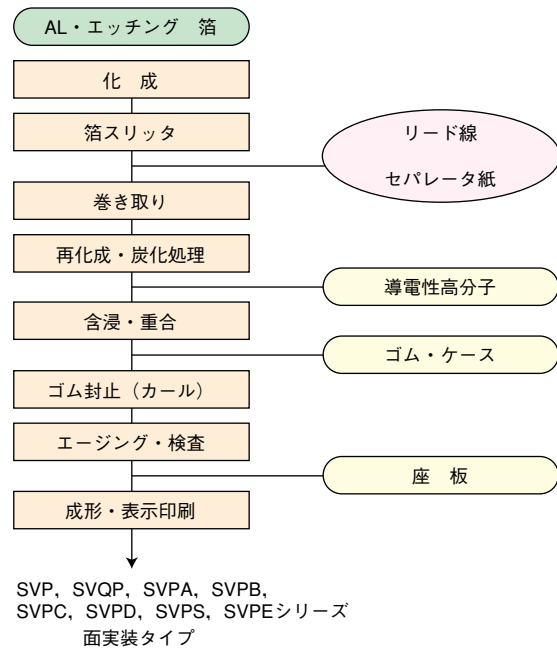 AL・エッチング　箔
化　成
箔スリッタ
リード線
セパレータ紙
巻き取り
再化成・炭化処理
導電性高分子
含浸・重合
ゴム・ケース
ゴム封止（カール）
エージング・検査
座　板
成形・表示印刷
SVP，SVQP，SVPA，SVPB，
SVPC，SVPD，SVPS，SVPEシリーズ
面実装タイプ